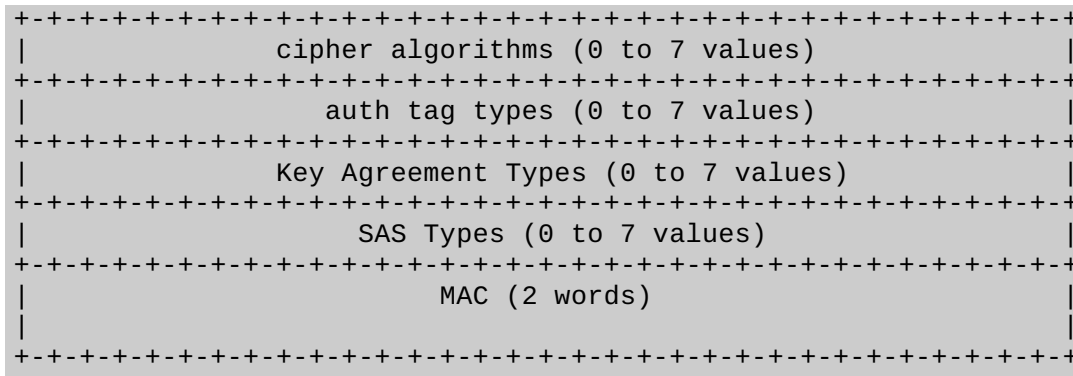 +-+-+-+-+-+-+-+-+-+-+-+-+-+-+-+-+-+-+-+-+-+-+-+-+-+-+-+-+-+-+-+-+
|               cipher algorithms (0 to 7 values)               |
+-+-+-+-+-+-+-+-+-+-+-+-+-+-+-+-+-+-+-+-+-+-+-+-+-+-+-+-+-+-+-+-+
|                  auth tag types (0 to 7 values)               |
+-+-+-+-+-+-+-+-+-+-+-+-+-+-+-+-+-+-+-+-+-+-+-+-+-+-+-+-+-+-+-+-+
|               Key Agreement Types (0 to 7 values)             |
+-+-+-+-+-+-+-+-+-+-+-+-+-+-+-+-+-+-+-+-+-+-+-+-+-+-+-+-+-+-+-+-+
|                    SAS Types (0 to 7 values)                  |
+-+-+-+-+-+-+-+-+-+-+-+-+-+-+-+-+-+-+-+-+-+-+-+-+-+-+-+-+-+-+-+-+
|                         MAC (2 words)                         |
|                                                               |
+-+-+-+-+-+-+-+-+-+-+-+-+-+-+-+-+-+-+-+-+-+-+-+-+-+-+-+-+-+-+-+-+